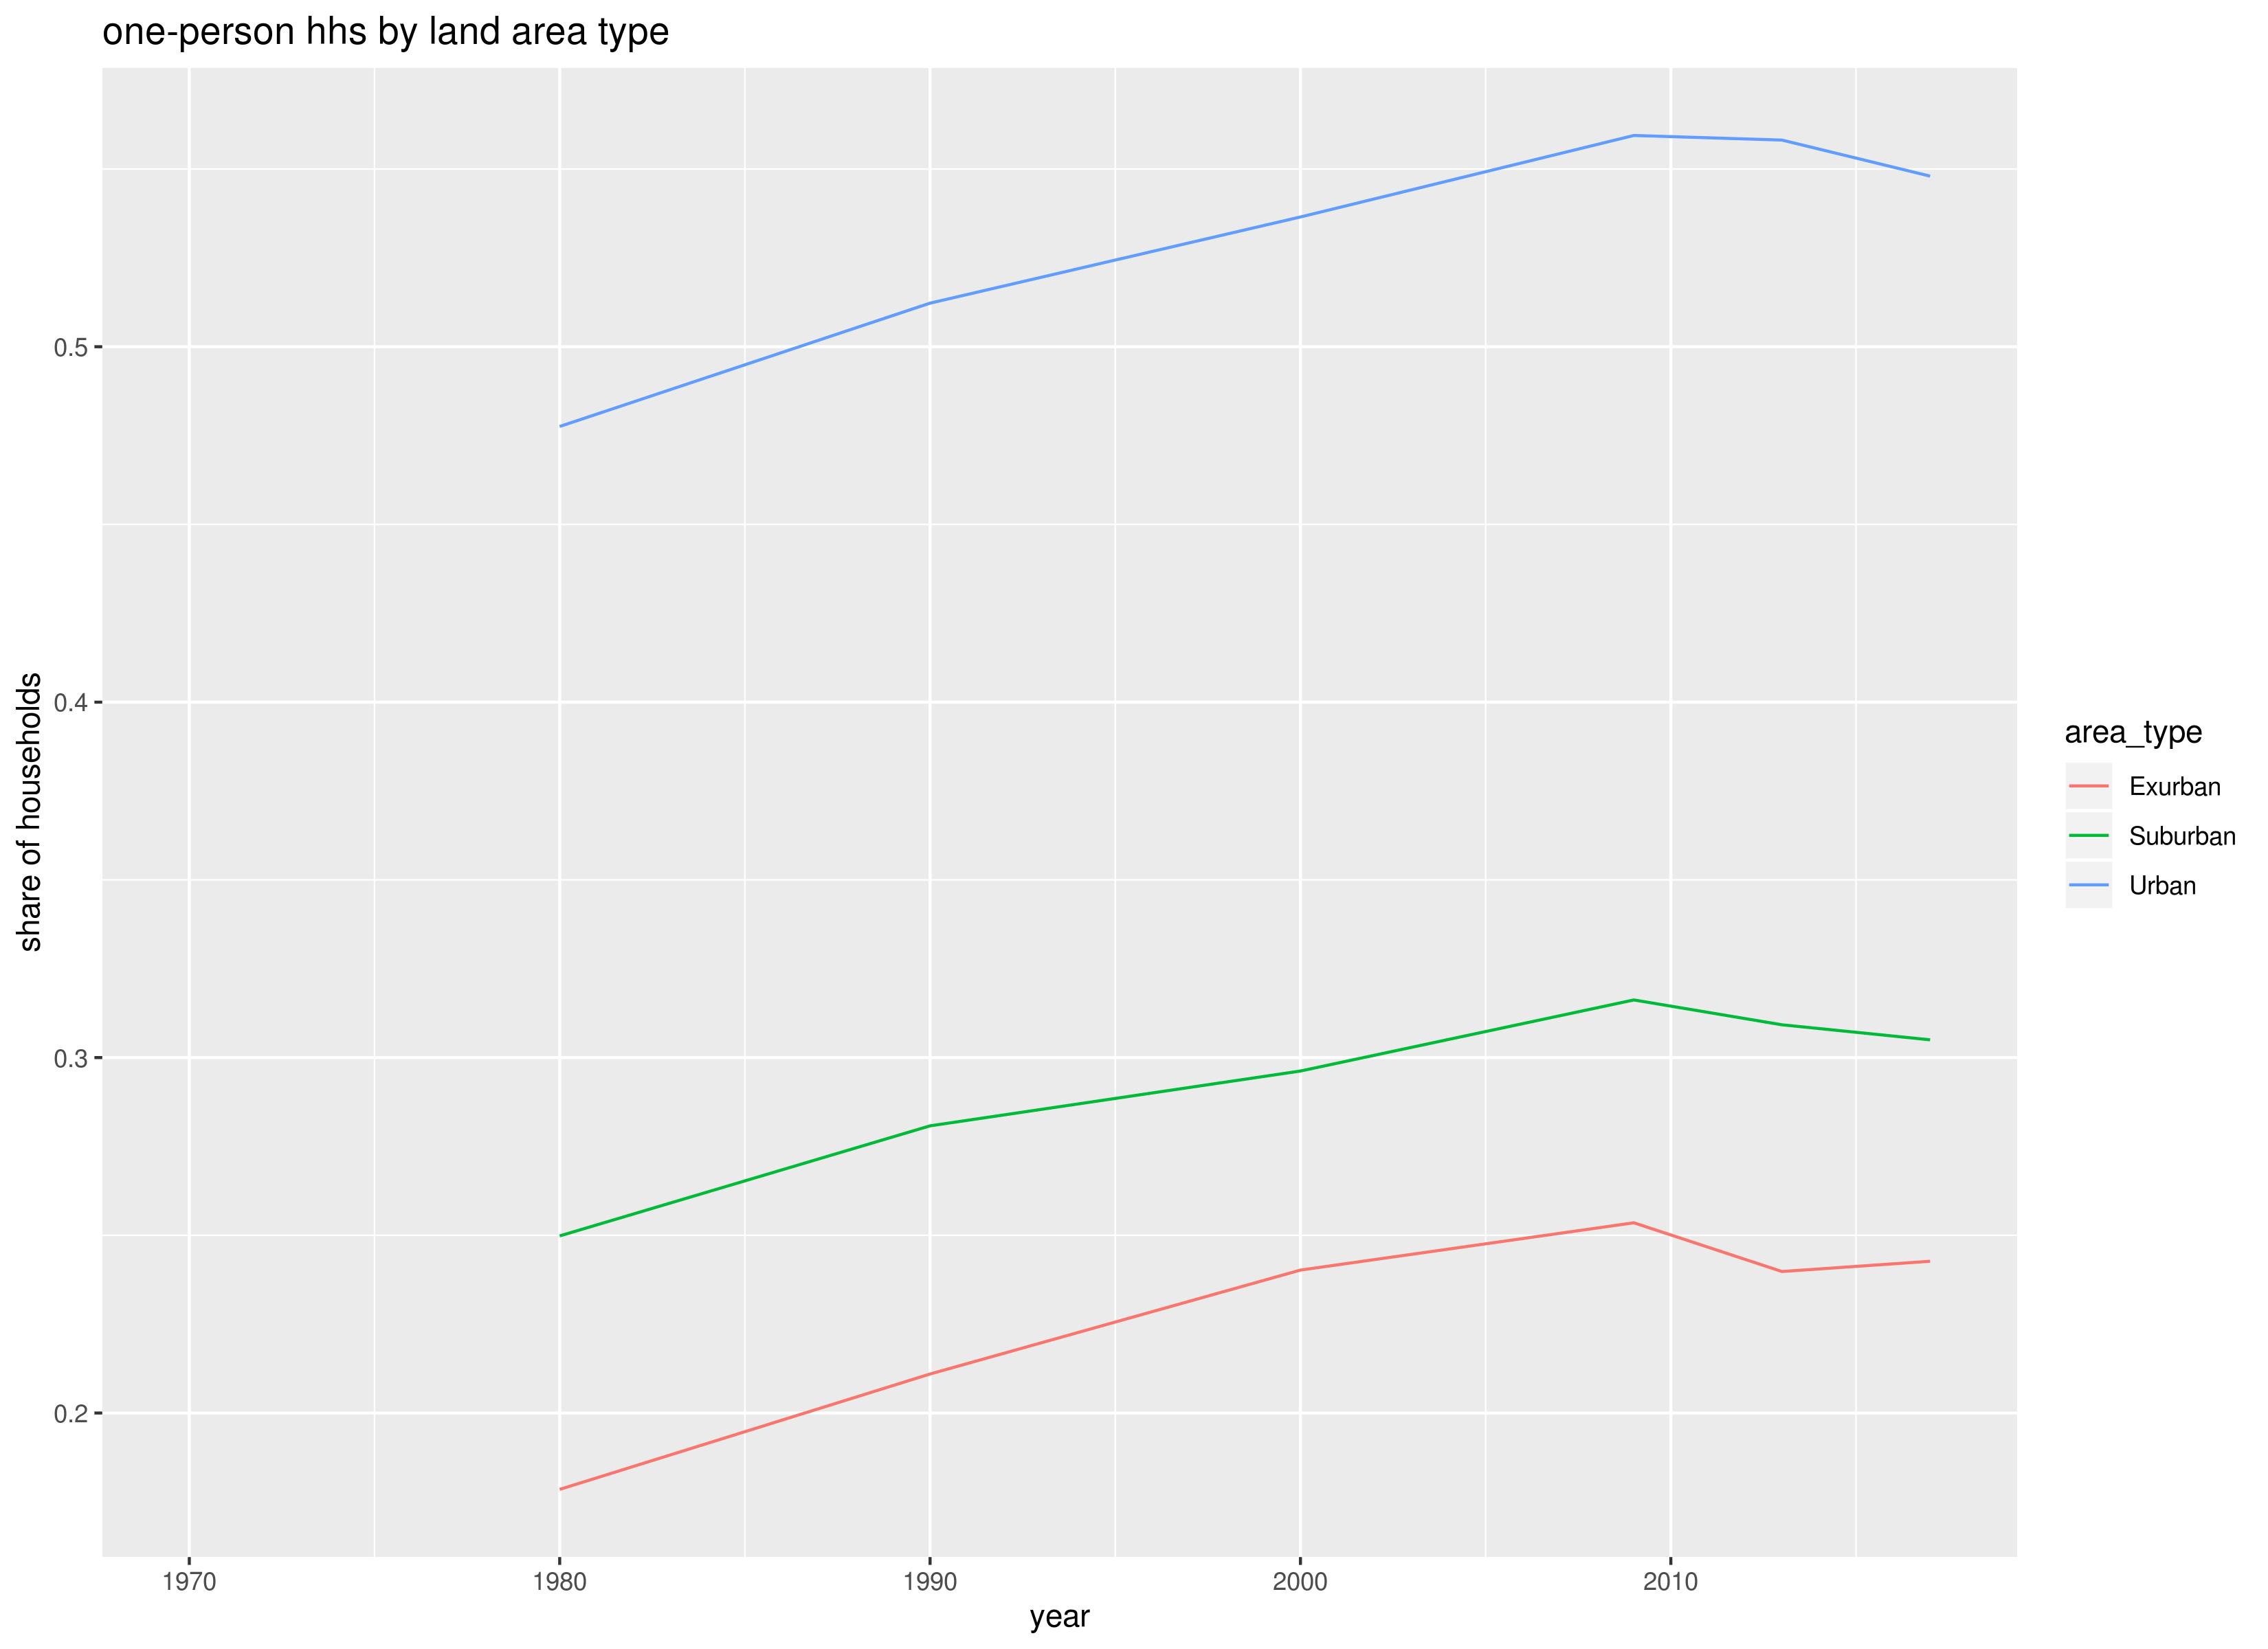 one-person hhs by land area type
share of households
0.5
0.4
0.3
0.2
1970 1980 1990 2000 2010
year
area_type
Exurban
Suburban
Urban